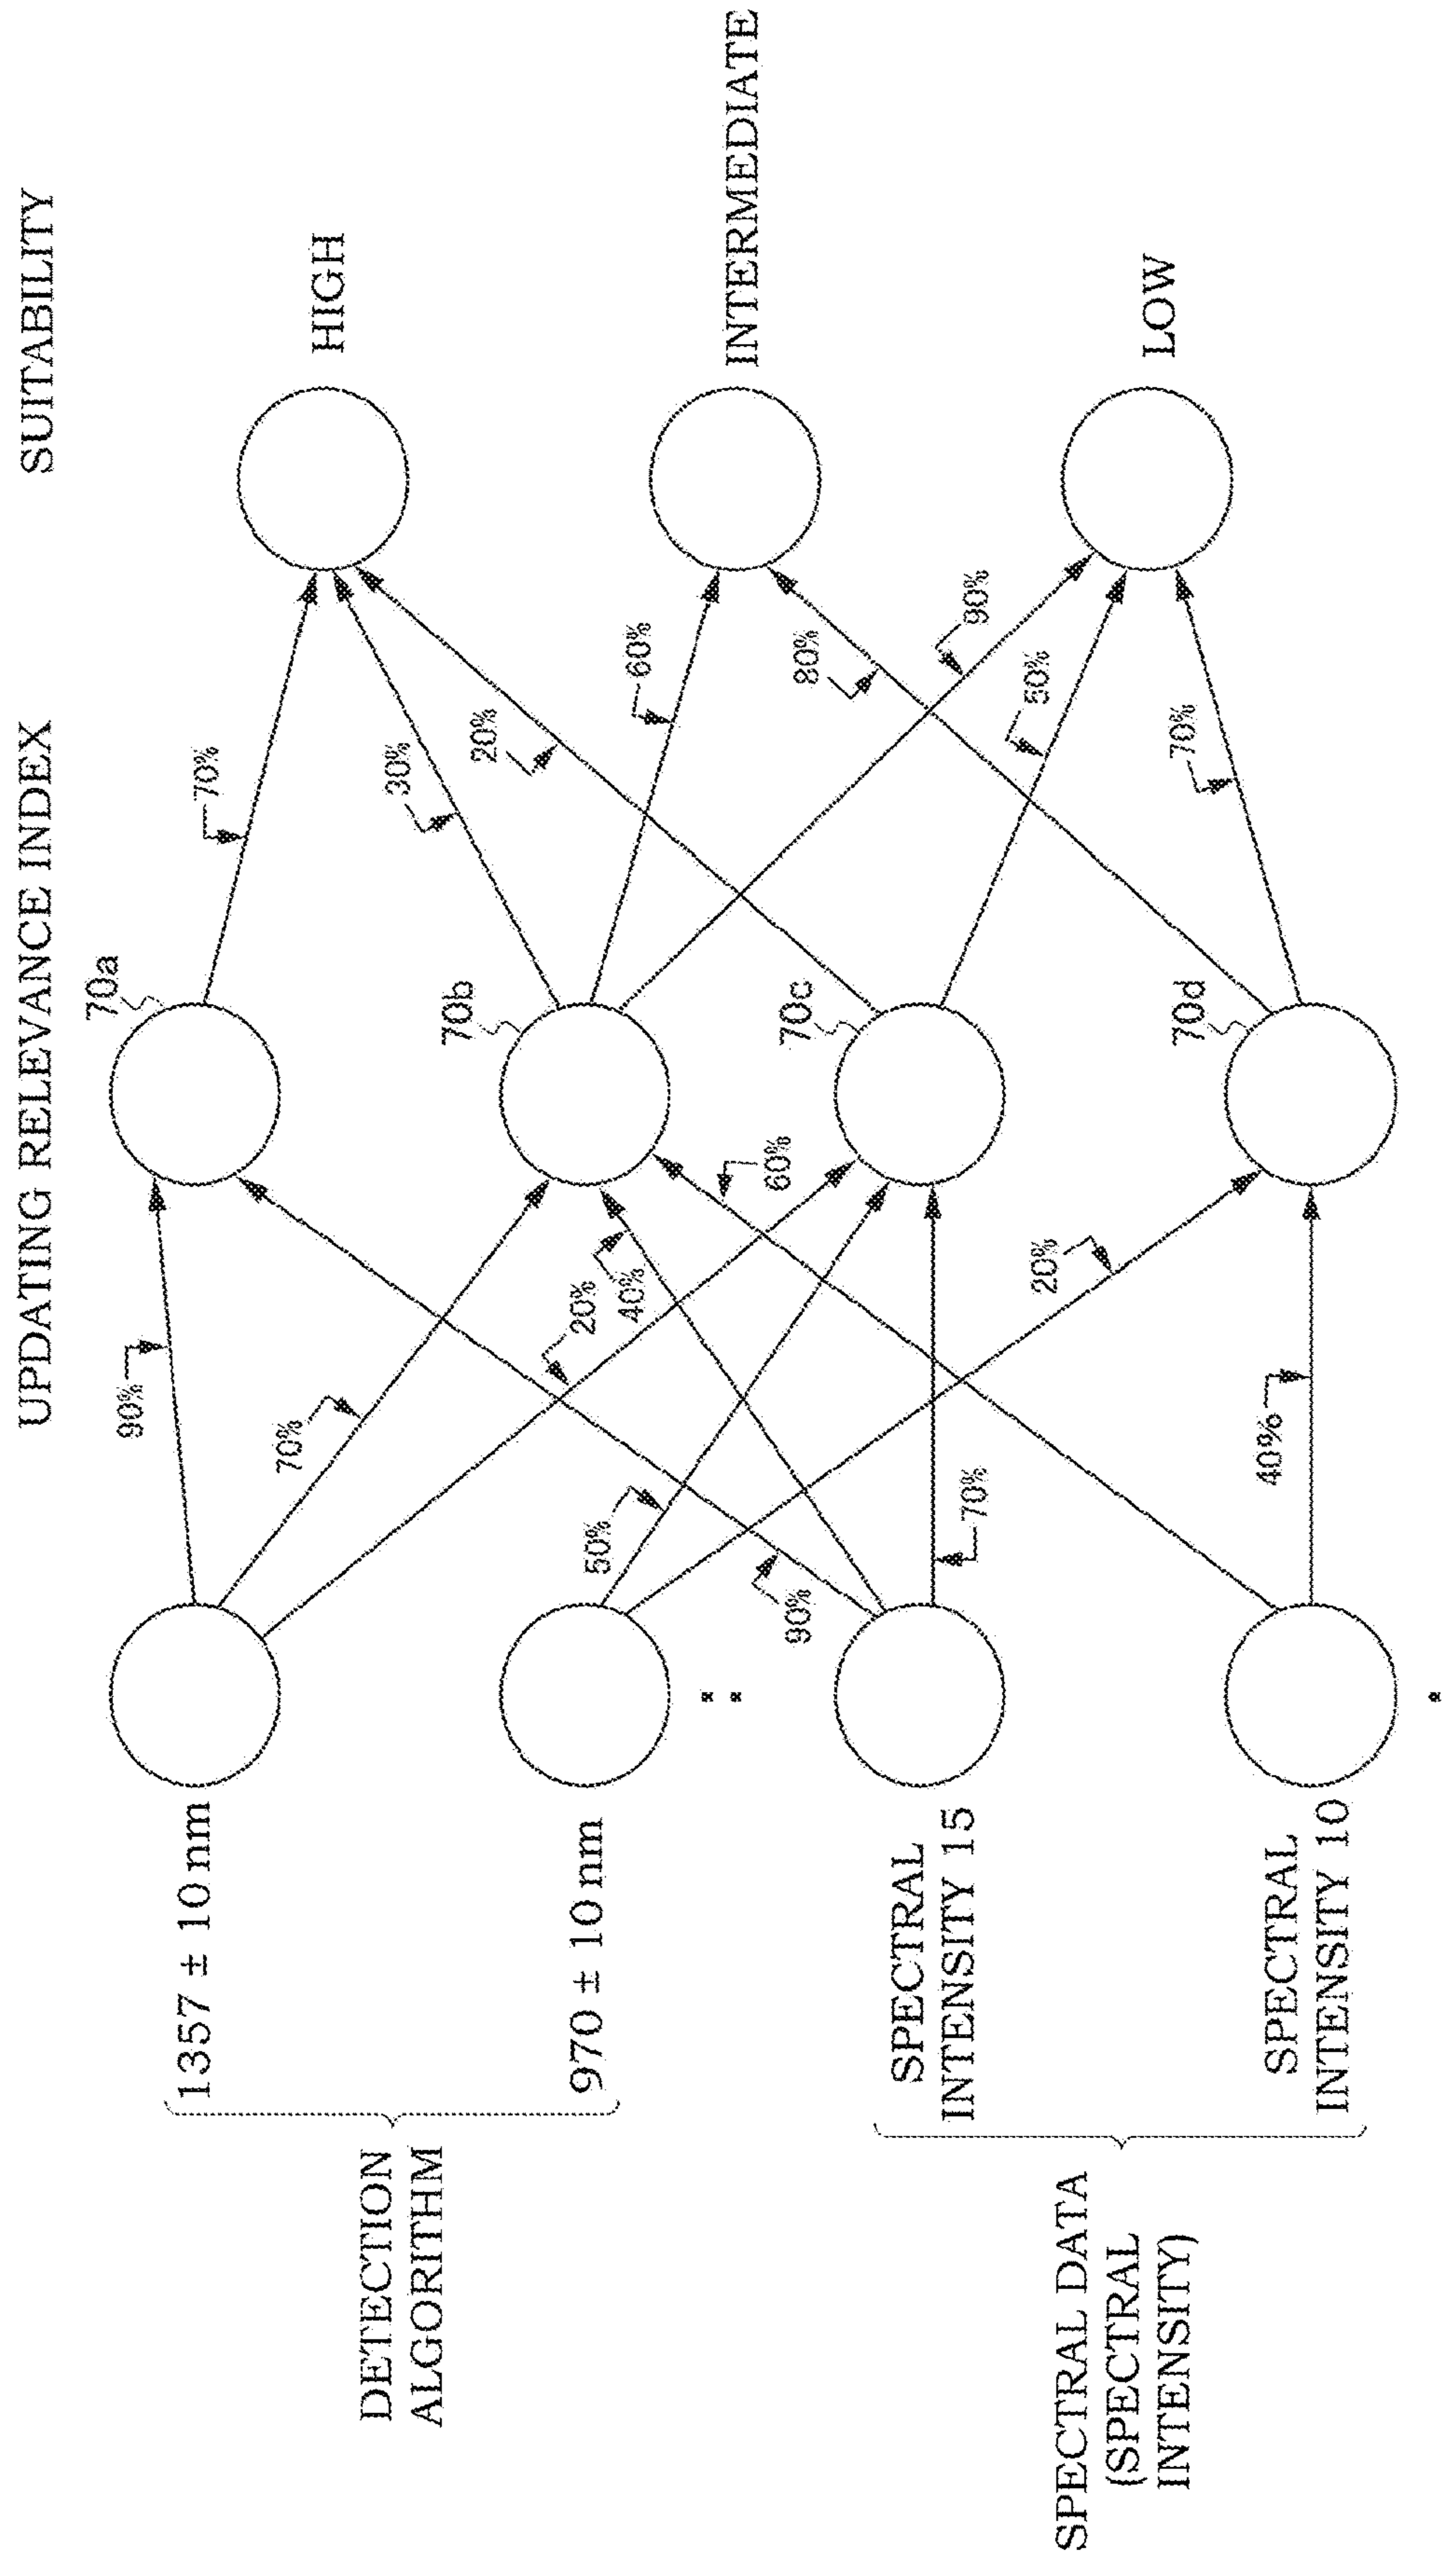 UPDATING RELEVANCE INDEX
SUITABILITY
DETECTION
ALGORITHM
1357 ± 10 nm
970 ± 10 nm
SPECTRAL DATA
(SPECTRAL
INTENSITY)
SPECTRAL
INTENSITY 15
SPECTRAL
INTENSITY 10
90%
70%
20%
50%
20%
90%
40%
70%
60%
40%
70a
70b
70c
70d
70%
30%
60%
90%
20%
50%
80%
70%
HIGH
INTERMEDIATE
LOW